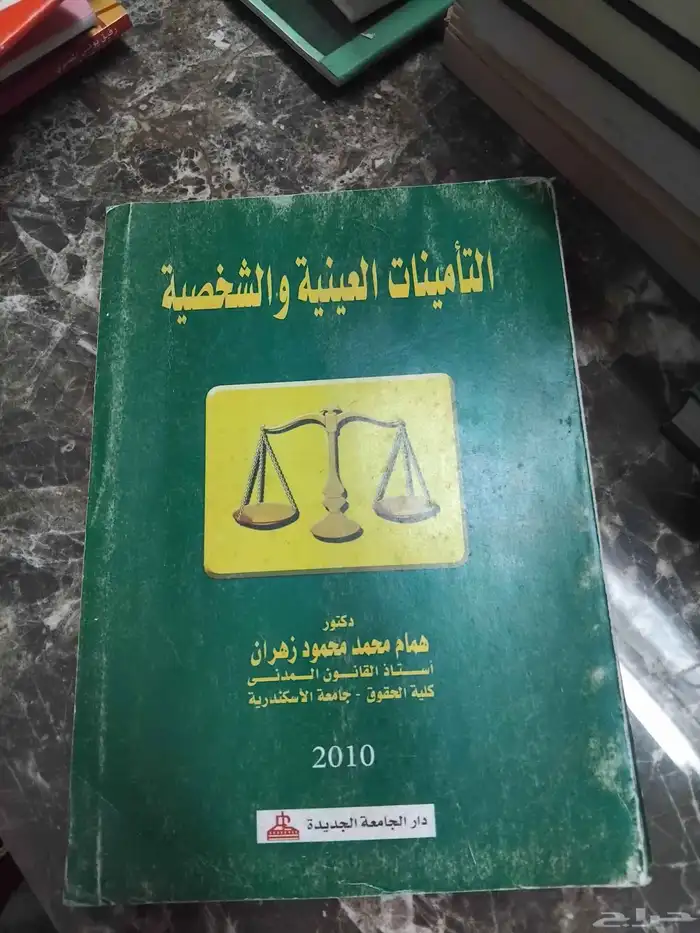 التأمينات العينية والشخصية
دكتور
همام محمد محمود زهران
أستاذ القانون المدنى
كلية الحقوق - جامعة الأسكندرية
2010
دار الجامعة الجديدة
حراج